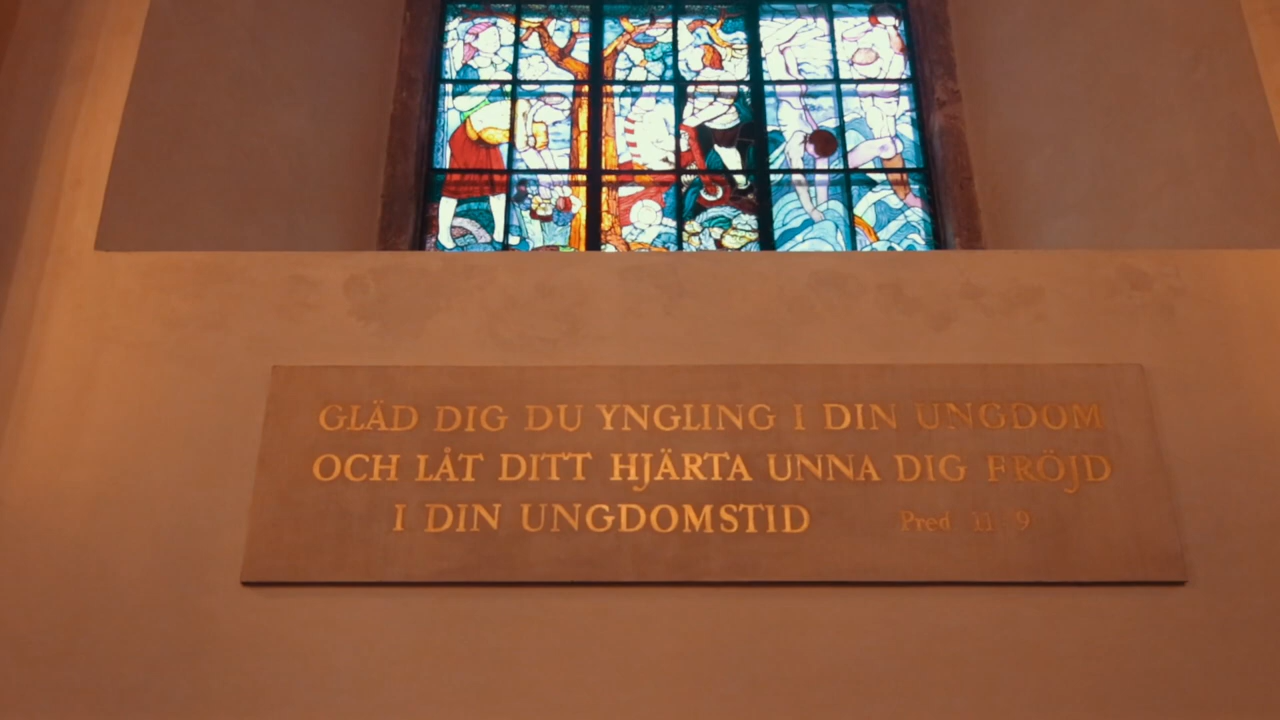 GLÄD DIG DU YNGLING I DIN UNGDOM
OCH LÅT DITT HJÄRTA UNNA DIG FRÖJD
I DIN UNGDOMSTID Pred. 11, 9